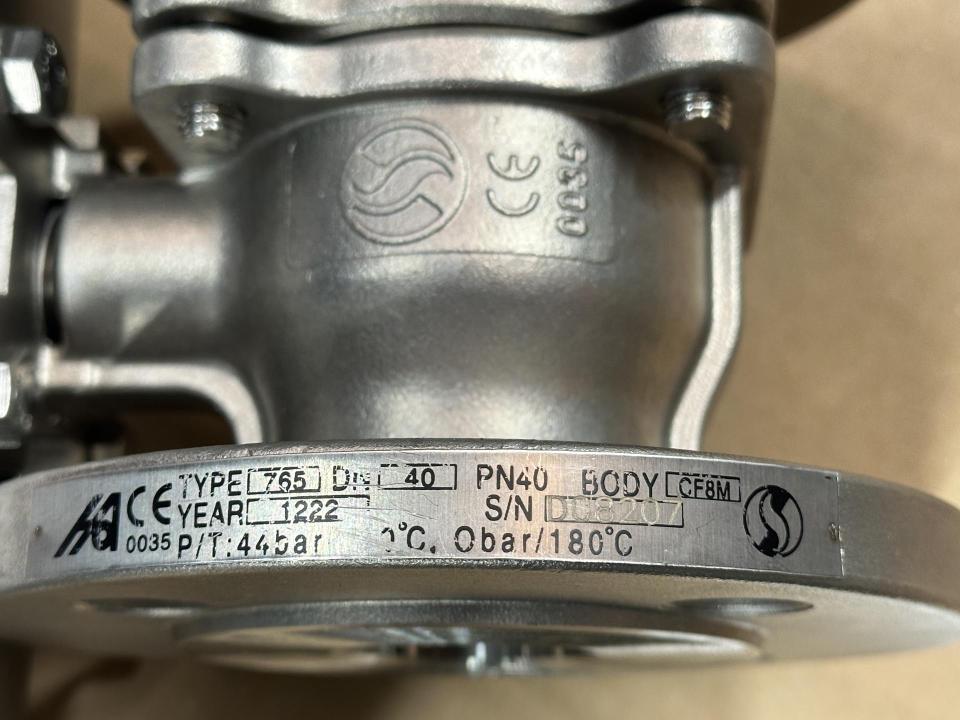 CE
0035
CE TYPE 765 DN 40 PN40 BODY CF8M
YEAR 1222 S/N
0035 P/T:44bar 0bar/180°C